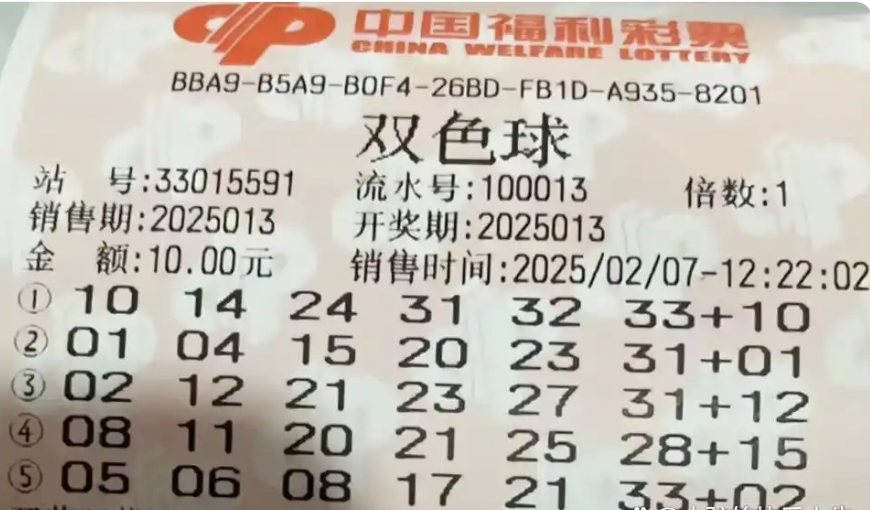 中国福利彩票
CHINA WELFARE LOTTERY
BBA9-B5A9-B0F4-26BD-FB1D-A935-8201
双色球
站 号:33015591 流水号:100013 倍数:1
销售期:2025013 开奖期:2025013
金 额:10.00元 销售时间:2025/02/07-12:22:02
① 10 14 24 31 32 33+10
② 01 04 15 20 23 31+01
③ 02 12 21 23 27 31+12
④ 08 11 20 21 25 28+15
⑤ 05 06 08 17 21 33+02